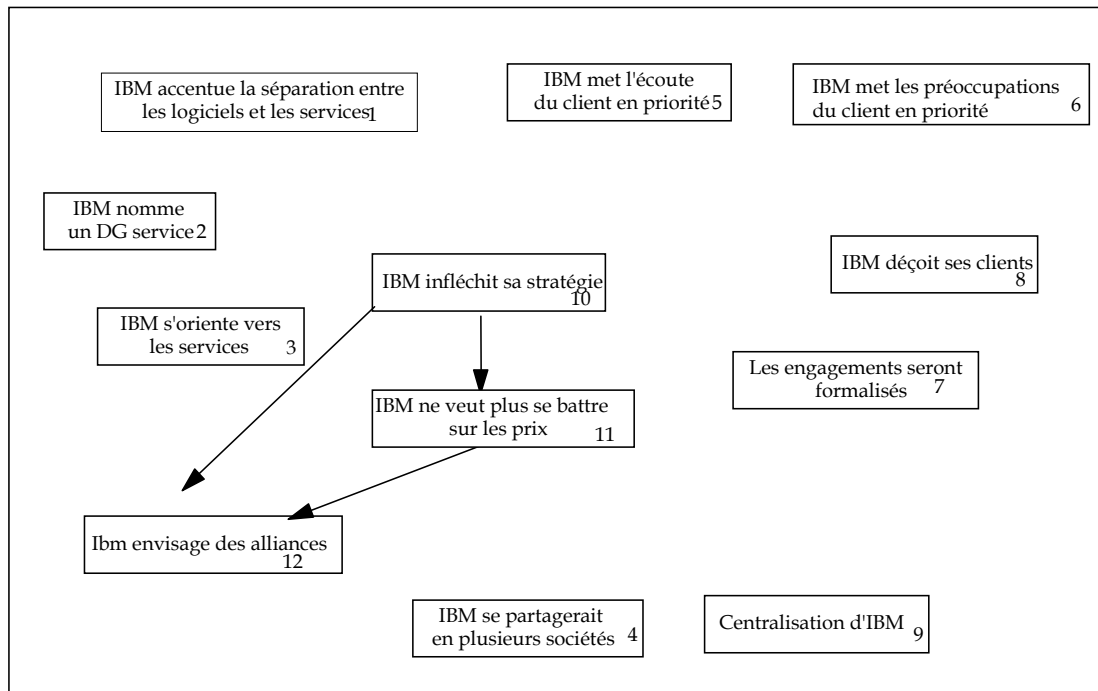 IBM accentue la séparation entre
les logiciels et les services1
IBM met l'écoute
du client en priorité5
IBM met les préoccupations
du client en priorité 6
IBM nomme
un DG service2
IBM infléchit sa stratégie
10
IBM déçoit ses clients
8
IBM s'oriente vers
les services 3
Les engagements seront
formalisés 7
IBM ne veut plus se battre
sur les prix 11
Ibm envisage des alliances
12
IBM se partagerait
en plusieurs sociétés 4
Centralisation d'IBM 9